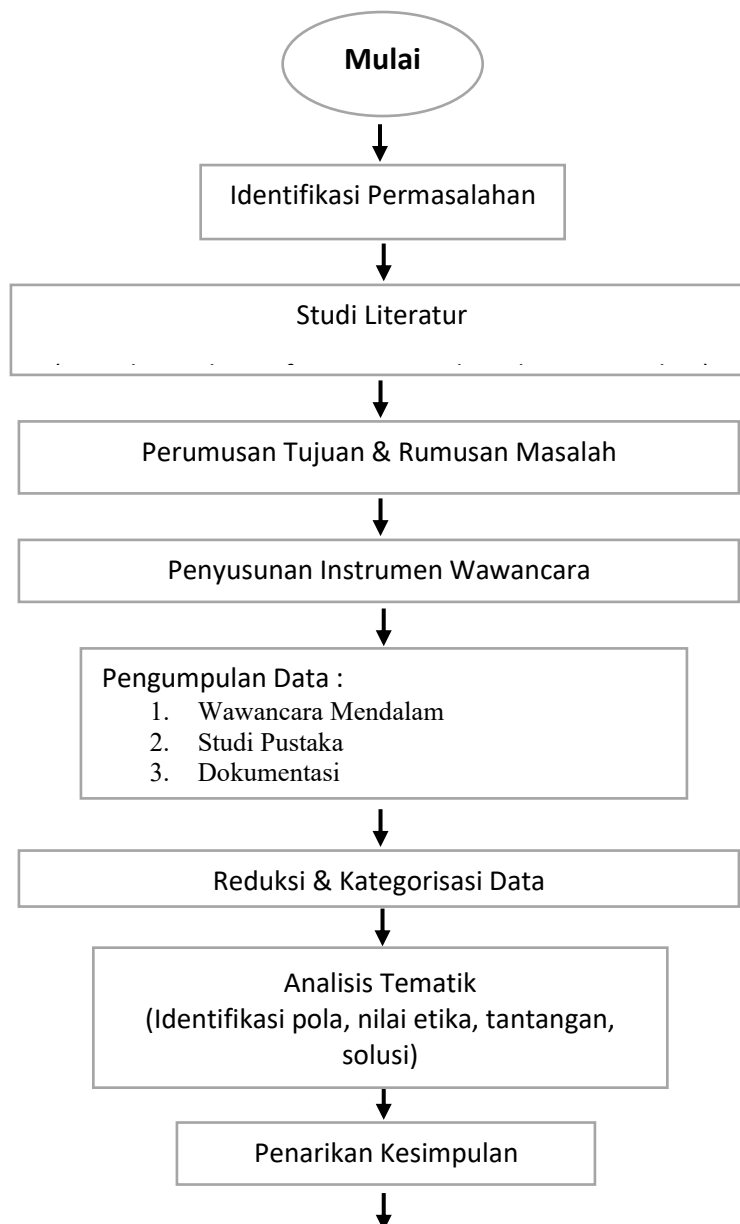 Mulai
Identifikasi Permasalahan
Studi Literatur
Perumusan Tujuan & Rumusan Masalah
Penyusunan Instrumen Wawancara
Pengumpulan Data :
1. Wawancara Mendalam
2. Studi Pustaka
3. Dokumentasi
Reduksi & Kategorisasi Data
Analisis Tematik
(Identifikasi pola, nilai etika, tantangan,
solusi)
Penarikan Kesimpulan